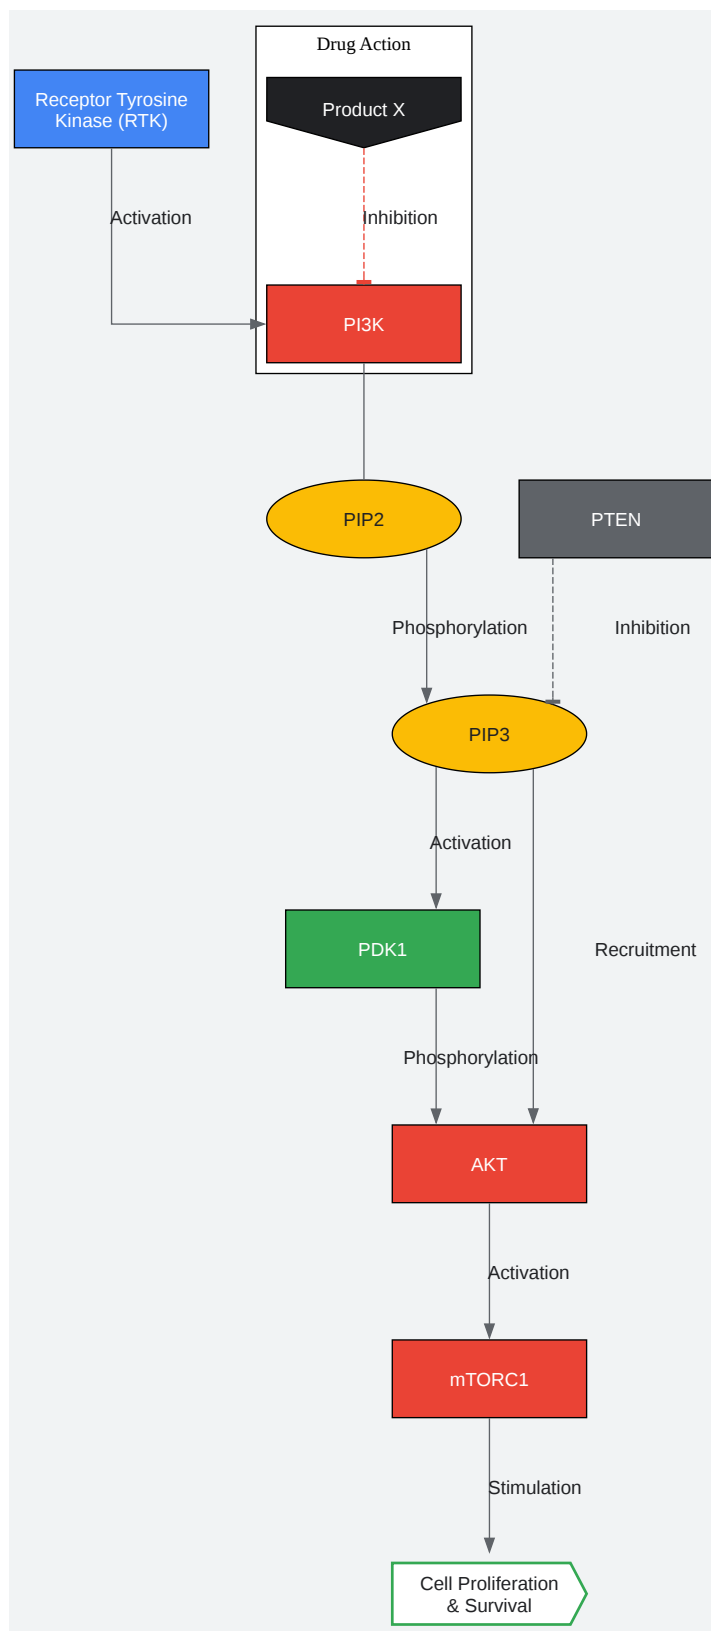 Drug Action
Receptor Tyrosine
Kinase (RTK)
Product X
Activation
Inhibition
PI3K
PIP2
PTEN
Phosphorylation
Inhibition
PIP3
Activation
PDK1
Recruitment
Phosphorylation
AKT
Activation
mTORC1
Stimulation
Cell Proliferation
& Survival